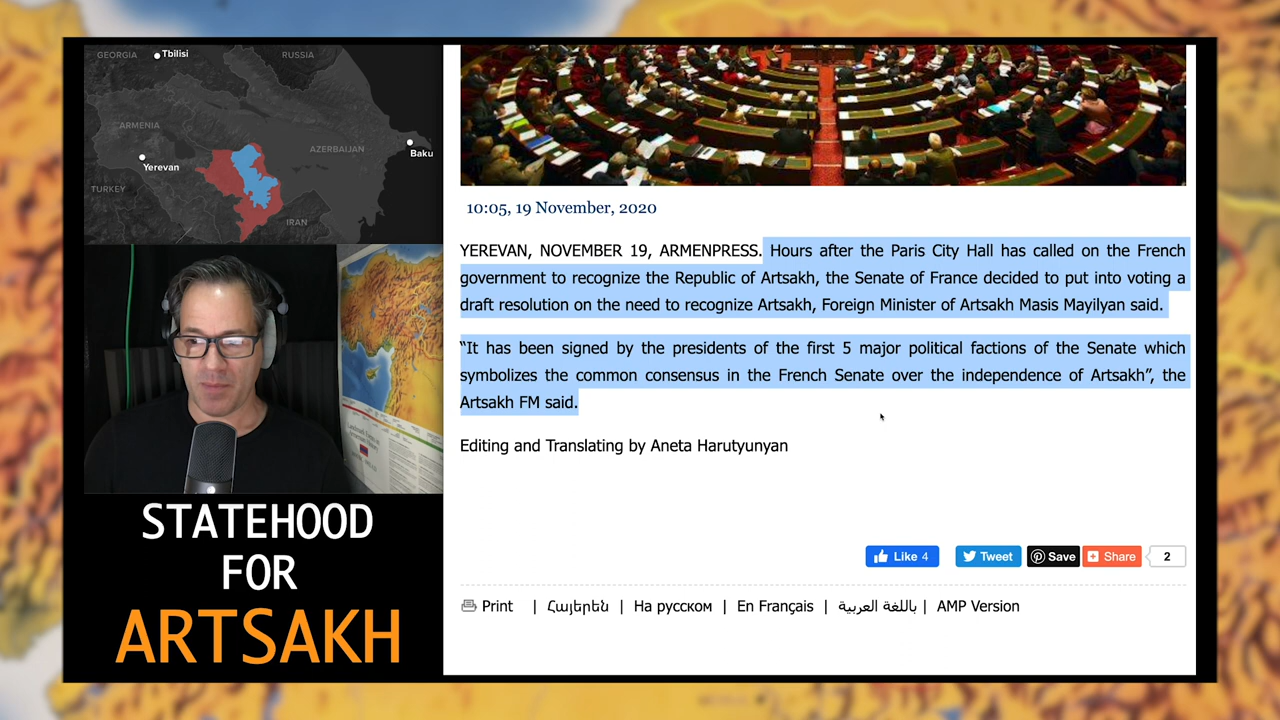 GEORGIA
Tbilisi
RUSSIA
ARMENIA
AZERBAIJAN
Yerevan
Baku
TURKEY
IRAN
STATEHOOD
FOR
ARTSAKH
10:05, 19 November, 2020
YEREVAN, NOVEMBER 19, ARMENPRESS. Hours after the Paris City Hall has called on the French
government to recognize the Republic of Artsakh, the Senate of France decided to put into voting a
draft resolution on the need to recognize Artsakh, Foreign Minister of Artsakh Masis Mayilyan said.
“It has been signed by the presidents of the first 5 major political factions of the Senate which
symbolizes the common consensus in the French Senate over the independence of Artsakh”, the
Artsakh FM said.
Editing and Translating by Aneta Harutyunyan
Like 4 Tweet Save Share 2
Print | Հայերեն | На русском | En Français | باللغة العربية | AMP Version